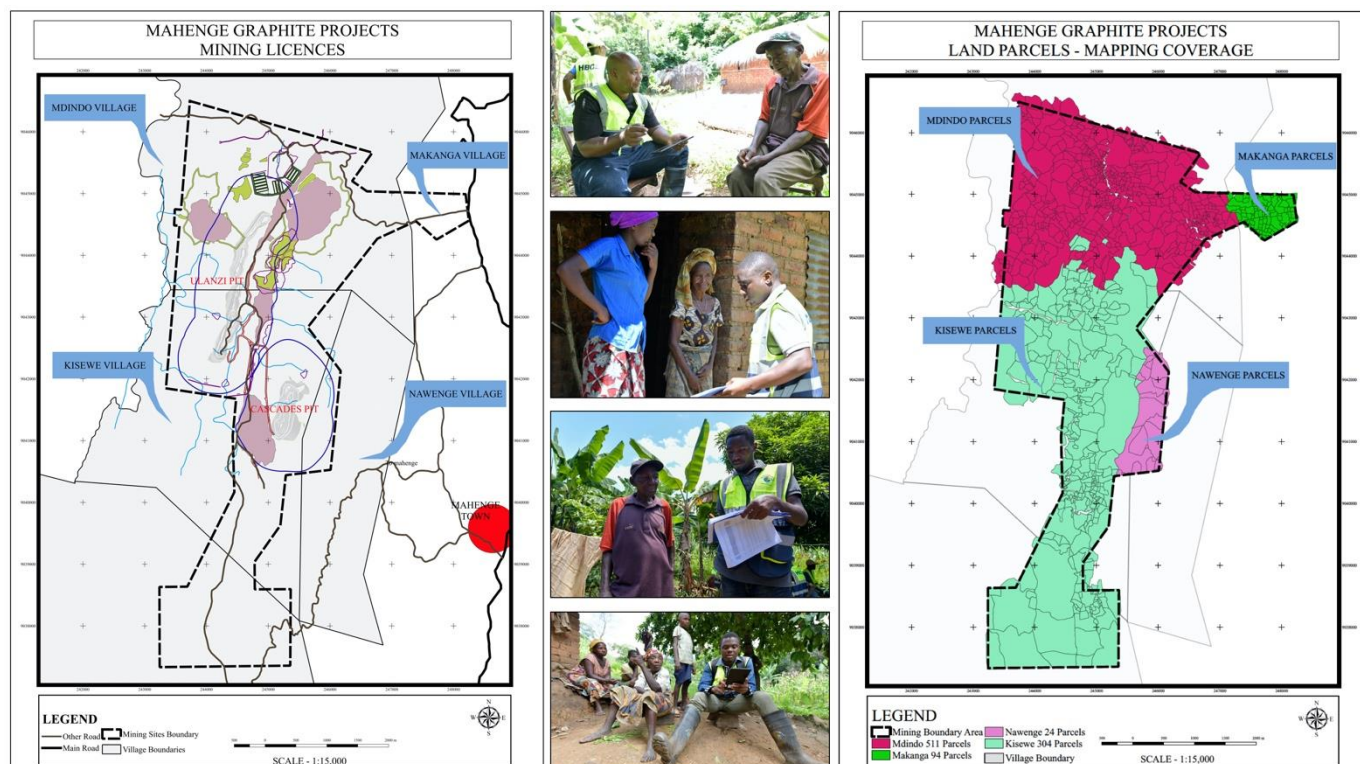 MAHENGE GRAPHITE PROJECTS
MINING LICENCES
MDINDO VILLAGE
MAKANGA VILLAGE
ULANZI PIT
KISEWE VILLAGE
CASCADES PIT
NAWENGE VILLAGE
to mahenge
MAHENGE
TOWN
LEGEND
Other Road
Mining Sites Boundary
Main Road
Village Boundaries
SCALE - 1:15,000
MAHENGE GRAPHITE PROJECTS
LAND PARCELS - MAPPING COVERAGE
MDINDO PARCELS
MAKANGA PARCELS
KISEWE PARCELS
NAWENGE PARCELS
LEGEND
Mining Boundary Area
Nawenge 24 Parcels
Mdindo 511 Parcels
Kisewe 304 Parcels
Makanga 94 Parcels
Village Boundary
SCALE - 1:15,000